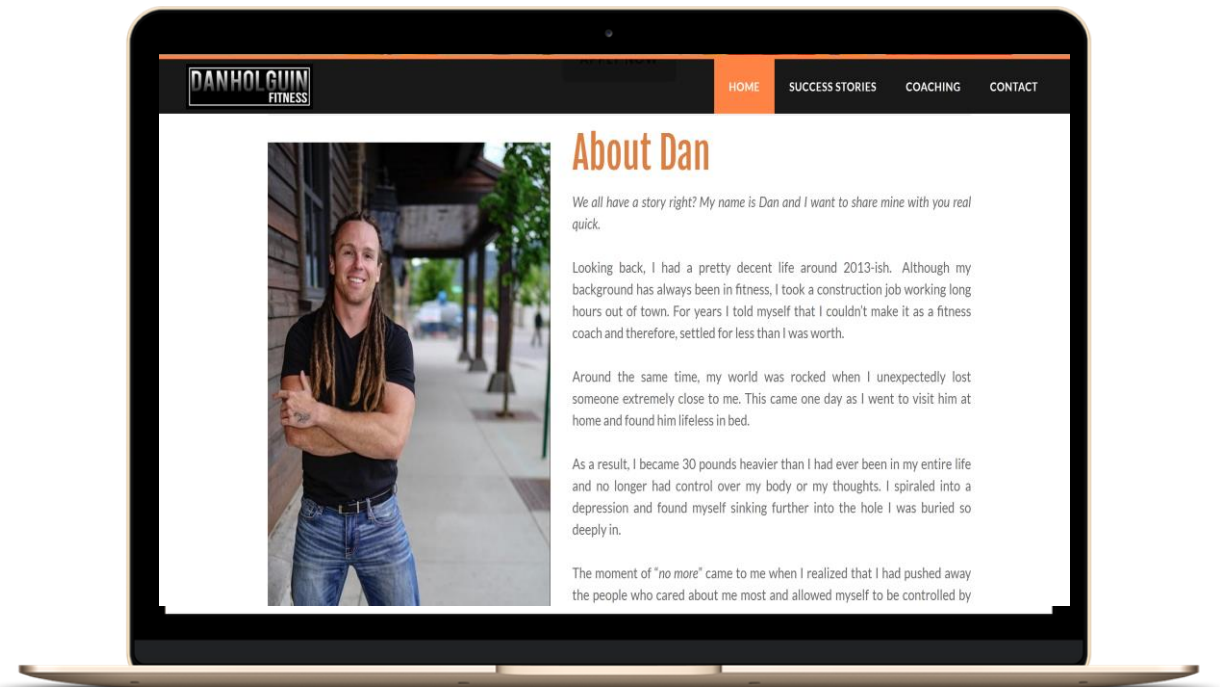 APPLY NOW
DANHOLGUIN
FITNESS
HOME
SUCCESS STORIES
COACHING
CONTACT
About Dan
We all have a story right? My name is Dan and I want to share mine with you real
quick.
Looking back, I had a pretty decent life around 2013-ish. Although my
background has always been in fitness, I took a construction job working long
hours out of town. For years I told myself that I couldn't make it as a fitness
coach and therefore, settled for less than I was worth.
Around the same time, my world was rocked when I unexpectedly lost
someone extremely close to me. This came one day as I went to visit him at
home and found him lifeless in bed.
As a result, I became 30 pounds heavier than I had ever been in my entire life
and no longer had control over my body or my thoughts. I spiraled into a
depression and found myself sinking further into the hole I was buried so
deeply in.
The moment of "no more" came to me when I realized that I had pushed away
the people who cared about me most and allowed myself to be controlled by